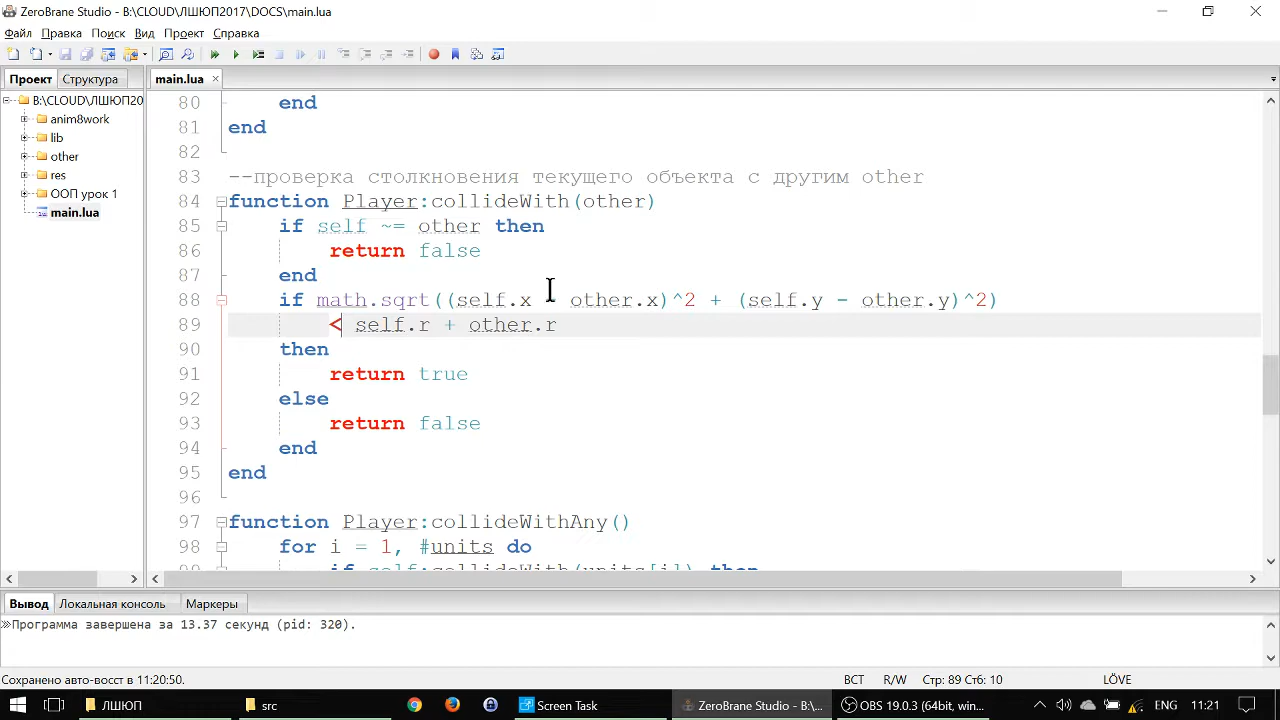 ZeroBrane Studio - B:\CLOUD\ЛШЮП2017\DOCS\main.lua
Файл Правка Поиск Вид Проект Справка
Проект Структура main.lua
B:\CLOUD\ЛШЮП20
anim8work
lib
other
res
ООП урок 1
main.lua
80 end
81 end
82
83 --проверка столкновения текущего объекта с другим other
84 function Player:collideWith(other)
85 if self ~= other then
86 return false
87 end
88 if math.sqrt((self.x other.x)^2 + (self.y - other.y)^2)
89 < self.r + other.r
90 then
91 return true
92 else
93 return false
94 end
95 end
96
97 function Player:collideWithAny()
98 for i = 1, #units do
99 if self:collideWith(units[i]) then
Вывод Локальная консоль Маркеры
Программа завершена за 13.37 секунд (pid: 320).
Сохранено авто-восст в 11:20:50. ВСТ R/W Стр: 89 Стб: 10 LÖVE
ЛШЮП src Screen Task ZeroBrane Studio - B:\... OBS 19.0.3 (64bit, win... ENG 11:21